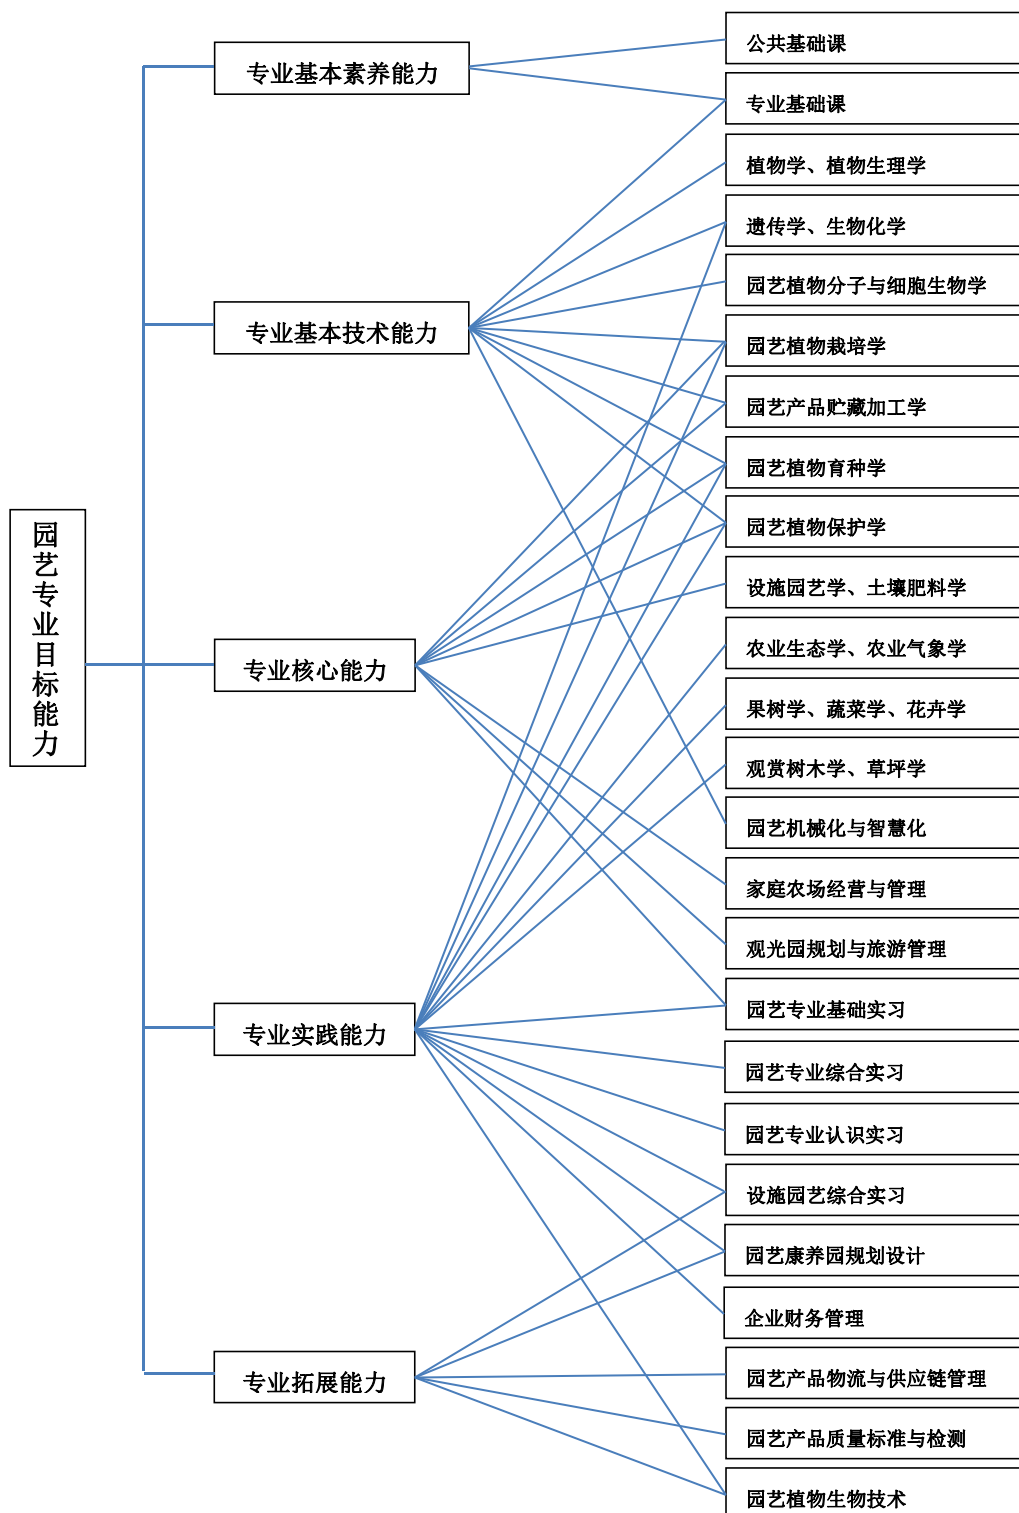 园艺专业目标能力
专业基本素养能力
专业基本技术能力
专业核心能力
专业实践能力
专业拓展能力
公共基础课
专业基础课
植物学、植物生理学
遗传学、生物化学
园艺植物分子与细胞生物学
园艺植物栽培学
园艺产品贮藏加工学
园艺植物育种学
园艺植物保护学
设施园艺学、土壤肥料学
农业生态学、农业气象学
果树学、蔬菜学、花卉学
观赏树木学、草坪学
园艺机械化与智慧化
家庭农场经营与管理
观光园规划与旅游管理
园艺专业基础实习
园艺专业综合实习
园艺专业认识实习
设施园艺综合实习
园艺康养园规划设计
企业财务管理
园艺产品物流与供应链管理
园艺产品质量标准与检测
园艺植物生物技术